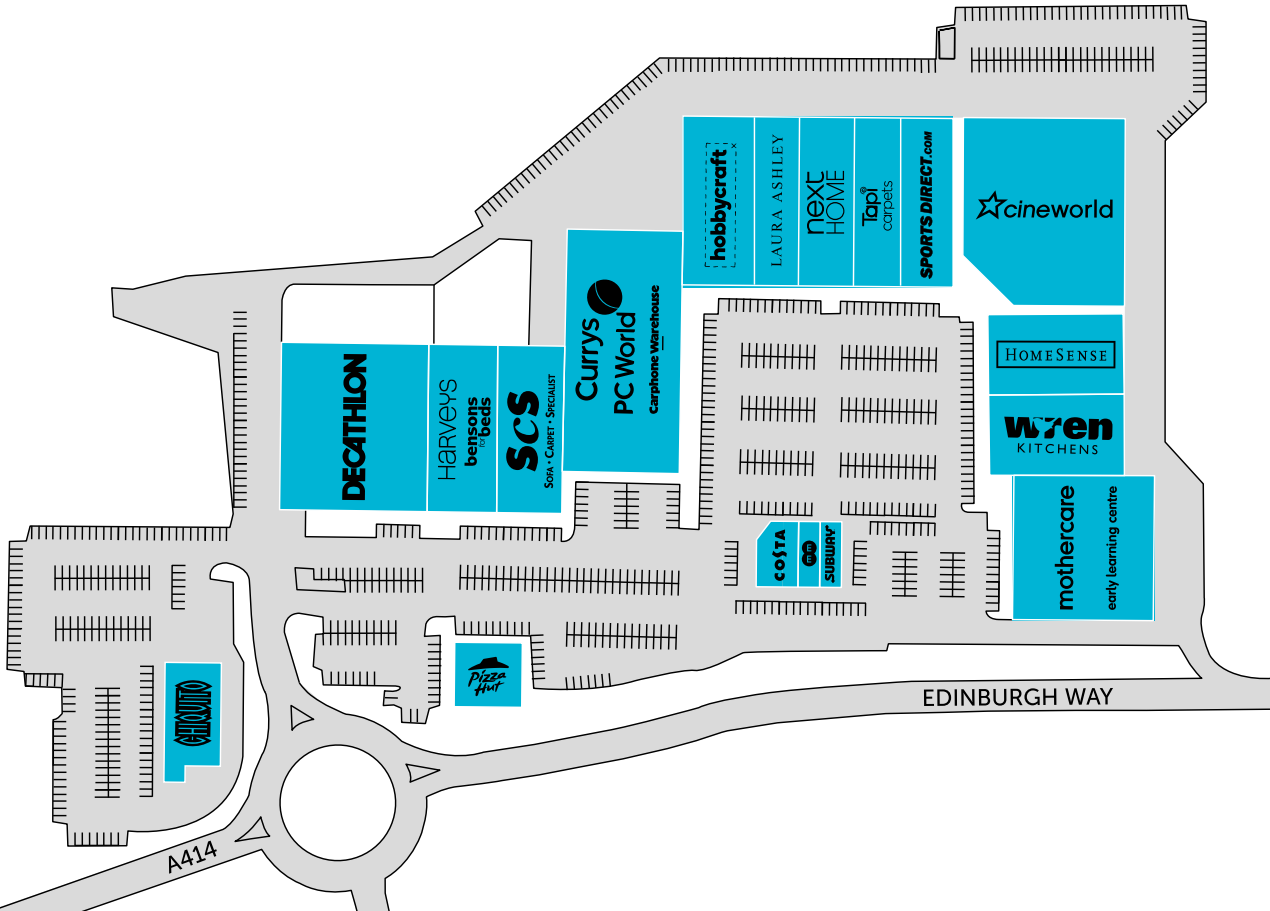 hobbycraft
LAURA ASHLEY
next
HOME
Tapi
carpets
SPORTS DIRECT.COM
cineworld
Currys
PC World
Carphone Warehouse
HOMESENSE
wren
KITCHENS
DECATHLON
HARVEYS
bensons
for beds
SCS
SOFA • CARPET • SPECIALIST
mothercare
early learning centre
COSTA
SUBWAY
Pizza
Hut
CHIQUITO
EDINBURGH WAY
A414